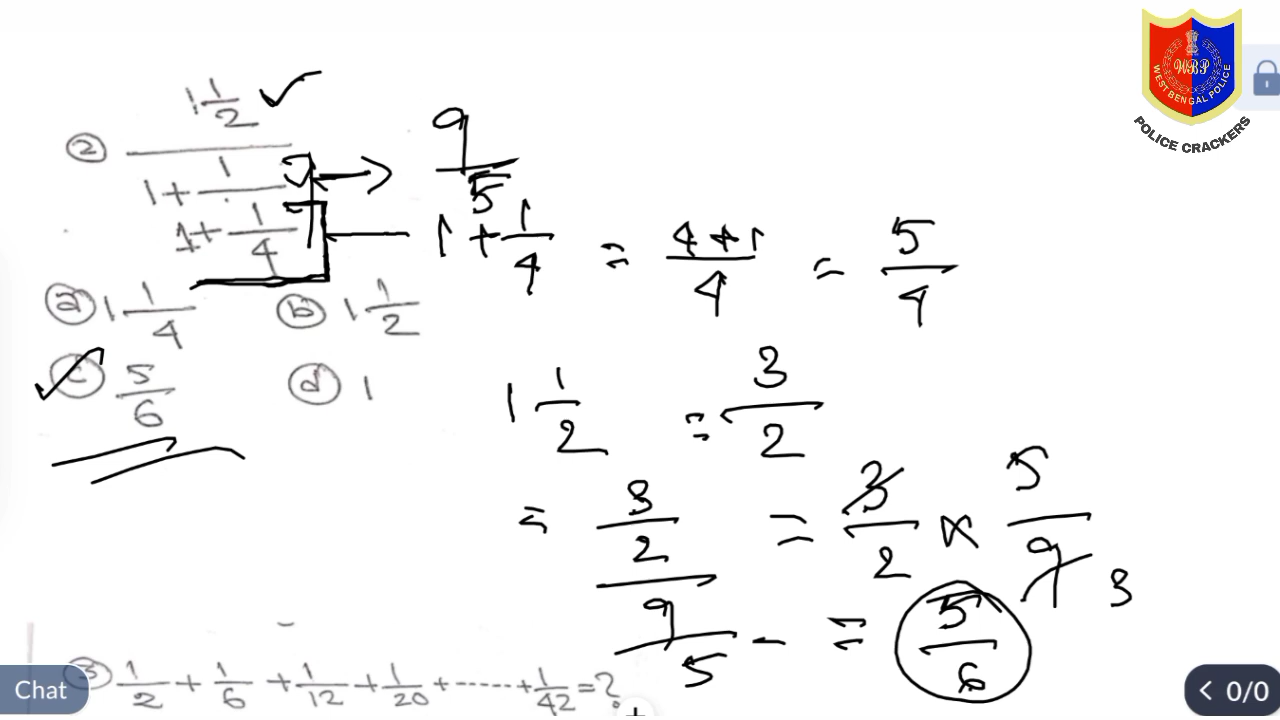 WBP
WEST BENGAL POLICE
POLICE CRACKERS
② 1 1/2 ✓
1 + 1/
1 + 1/4
→ 9/5
1 + 1/4 = 4+1/4 = 5/4
ⓐ 1 1/4 ⓑ 1 1/2
ⓒ 5/6 ⓓ 1
1 1/2 = 3/2
= 3/2 / 9/5 = 3/2 × 5/9 3
= 5/6
③ 1/2 + 1/6 + 1/12 + 1/20 + ...... + 1/42 = ?
Chat
< 0/0